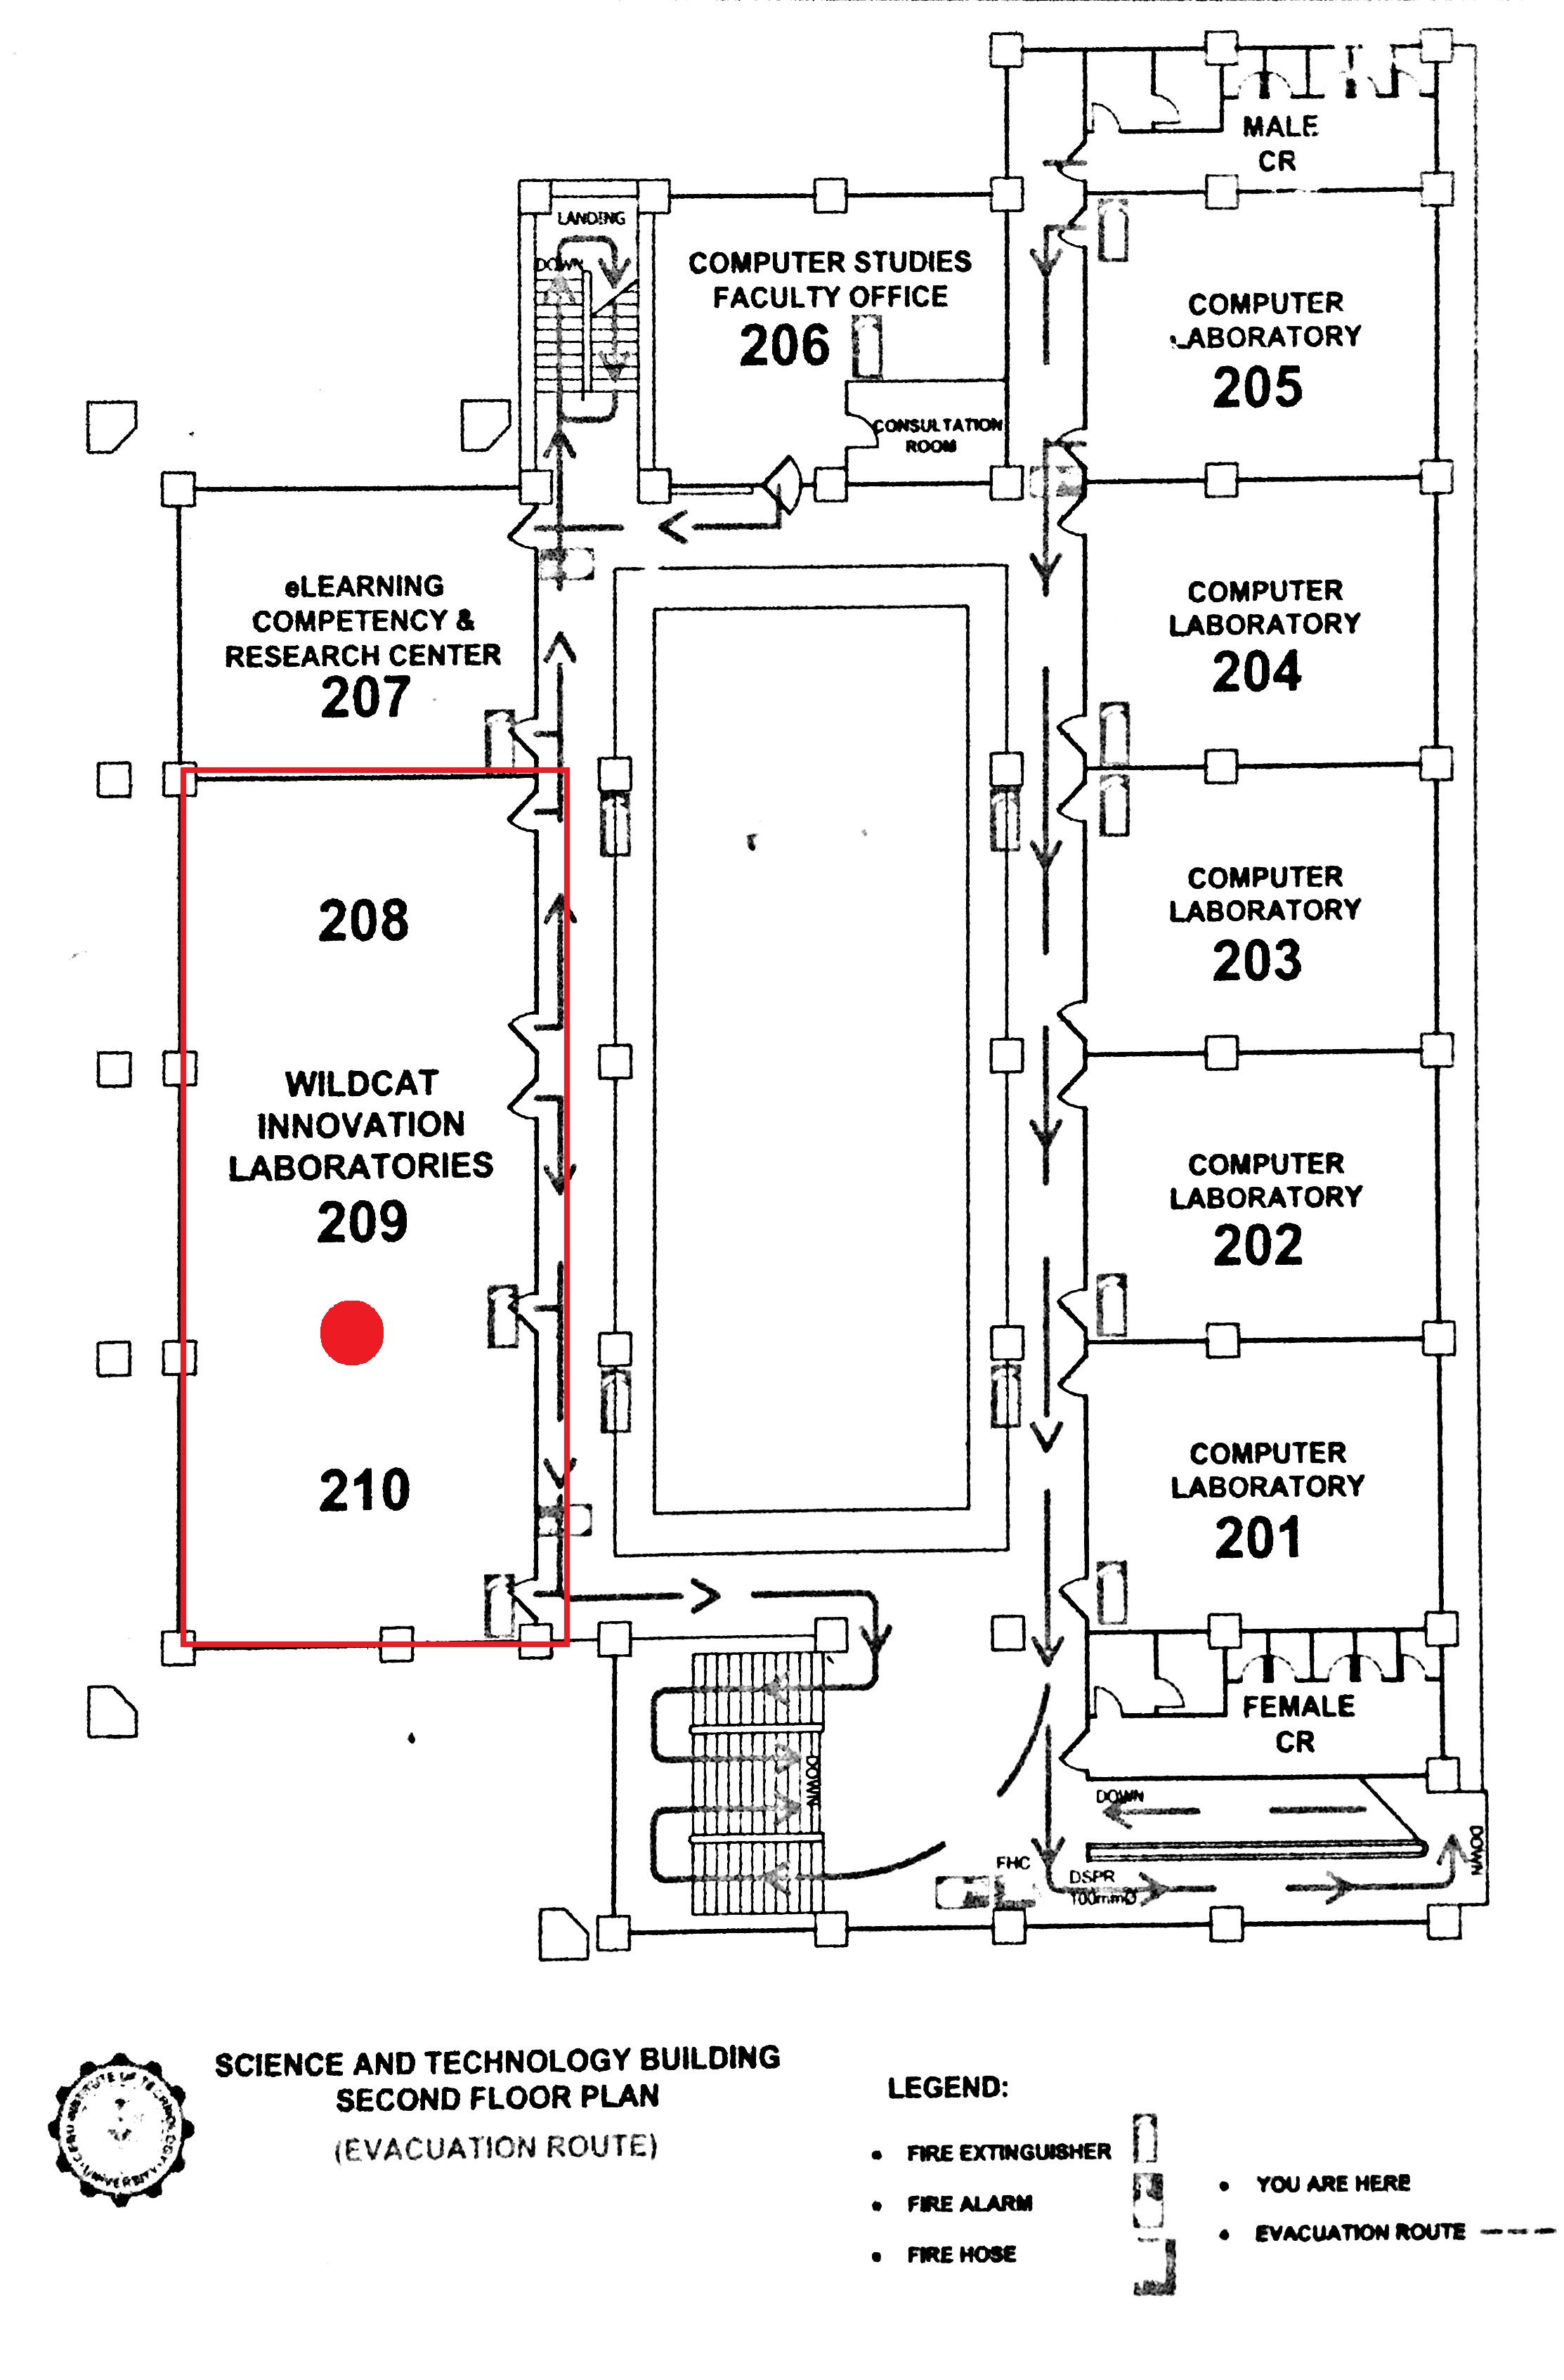 MALE
CR
LANDING
DOWN
COMPUTER STUDIES
FACULTY OFFICE
206
CONSULTATION
ROOM
COMPUTER
LABORATORY
205
eLEARNING
COMPETENCY &
RESEARCH CENTER
207
COMPUTER
LABORATORY
204
208
COMPUTER
LABORATORY
203
WILDCAT
INNOVATION
LABORATORIES
209
COMPUTER
LABORATORY
202
210
COMPUTER
LABORATORY
201
FEMALE
CR
DOWN
DOWN
DOWN
FHC
DSPR
100mmØ
SCIENCE AND TECHNOLOGY BUILDING
SECOND FLOOR PLAN
(EVACUATION ROUTE)
LEGEND:
• FIRE EXTINGUISHER
• FIRE ALARM
• FIRE HOSE
• YOU ARE HERE
• EVACUATION ROUTE